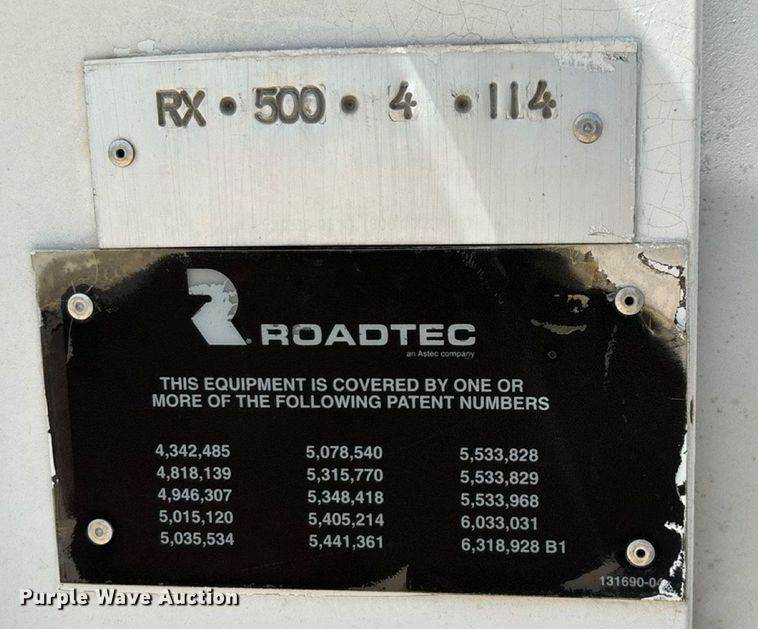 RX • 500 • 4 • 114
R® ROADTEC
an Astec company
THIS EQUIPMENT IS COVERED BY ONE OR
MORE OF THE FOLLOWING PATENT NUMBERS
4,342,485 5,078,540 5,533,828
4,818,139 5,315,770 5,533,829
4,946,307 5,348,418 5,533,968
5,015,120 5,405,214 6,033,031
5,035,534 5,441,361 6,318,928 B1
131690-04
Purple Wave Auction